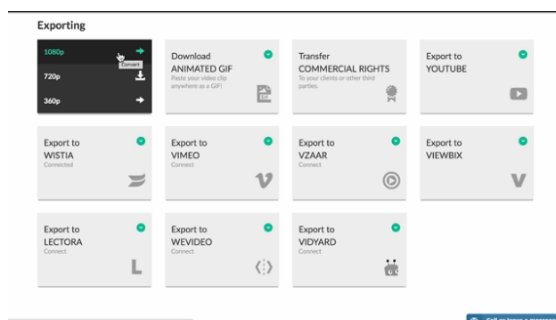 Exporting
1080p
Connect
720p
360p
Download
ANIMATED GIF
Paste your video clip
anywhere as a GIF!
Transfer
COMMERCIAL RIGHTS
To your clients or other third
parties.
Export to
YOUTUBE
Export to
WISTIA
Connected
Export to
VIMEO
Connect
Export to
VZAAR
Connect
Export to
VIEWBIX
Export to
LECTORA
Connect
L
Export to
WEVIDEO
Connect
Export to
VIDYARD
Connect